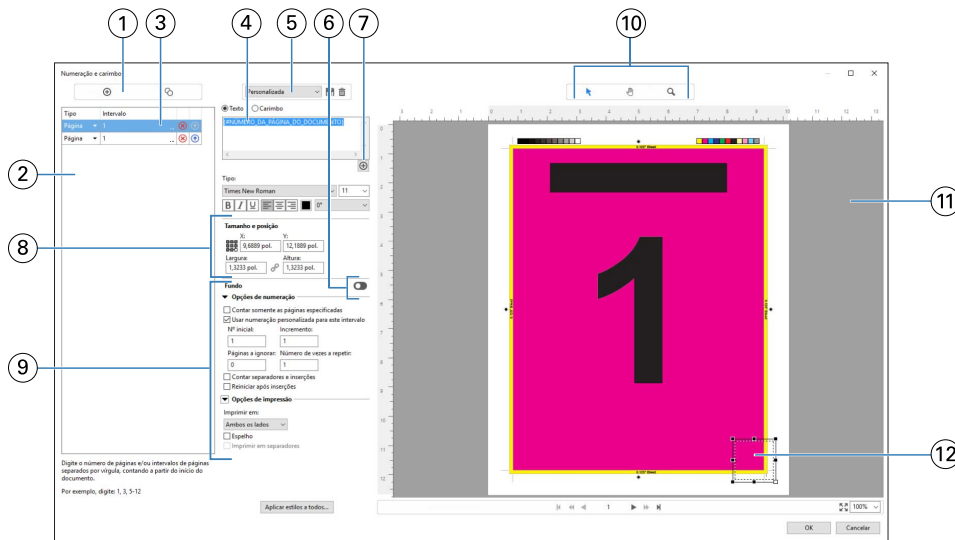 1
3
4
5
6
7
10
Numeração e carimbo
Personalizada
Tipo
Intervalo
Página
1
..
Página
1
..
Texto
Carimbo
[#NÚMERO_DA_PÁGINA_DO_DOCUMENTO]
2
Tipo:
Times New Roman
11
B I U
0°
Tamanho e posição
X:
Y:
9,6889 pol.
12,1889 pol.
Largura:
Altura:
1,3233 pol.
1,3233 pol.
8
Fundo
Opções de numeração
Contar somente as páginas especificadas
Usar numeração personalizada para este intervalo
Nº inicial:
Incremento:
1
1
Páginas a ignorar:
Número de vezes a repetir:
0
1
9
Contar separadores e inserções
Reiniciar após inserções
Opções de impressão
Imprimir em:
Ambos os lados
Espelho
Imprimir em separadores
Digite o número de páginas e/ou intervalos de páginas
separados por vírgula, contando a partir do início do
documento.
Por exemplo, digite: 1, 3, 5-12
Aplicar estilos a todos...
1
11
12
1
100%
OK
Cancelar